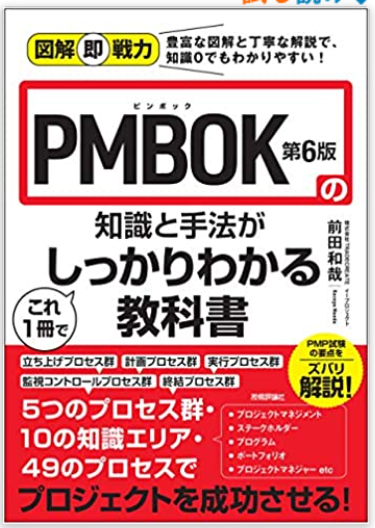 図解即戦力
豊富な図解と丁寧な解説で、
知識0でもわかりやすい!
ピンボック
PMBOK 第6版の
知識と手法が
しっかりわかる
教科書
これ
1冊で
前田和哉
PMP試験
の要点を
ズバリ
解説!
立ち上げプロセス群 計画プロセス群 実行プロセス群
監視コントロールプロセス群 終結プロセス群
技術評論社
5つのプロセス群・
10の知識エリア・
49のプロセスで
プロジェクトを成功させる!
• プロジェクトマネジメント
• ステークホルダー
• プログラム
• ポートフォリオ
• プロジェクトマネジャー etc